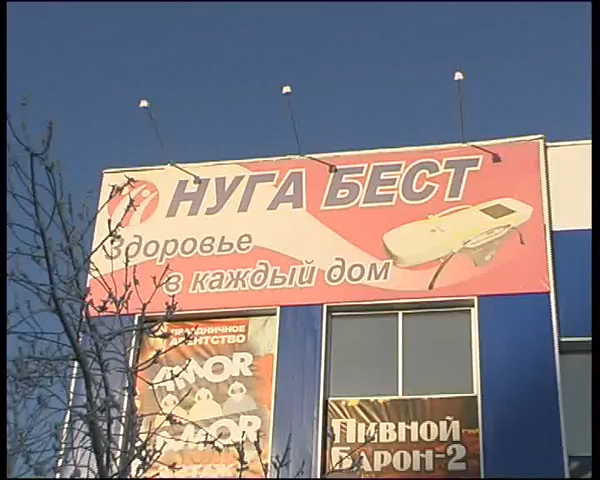 НУГА БЕСТ
Здоровье
в каждый дом
ПРАЗДНИЧНОЕ
АГЕНТСТВО
AMOR
AMOR
ПИВНОЙ
БАРОН-2